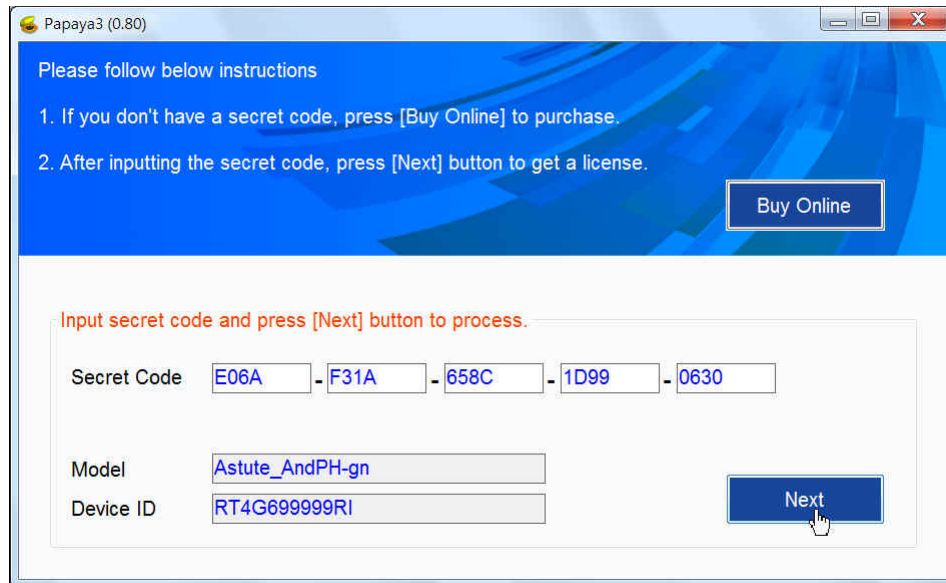 Papaya3 (0.80)
Please follow below instructions
1. If you don't have a secret code, press [Buy Online] to purchase.
2. After inputting the secret code, press [Next] button to get a license.
Buy Online
Input secret code and press [Next] button to process.
Secret Code E06A - F31A - 658C - 1D99 - 0630
Model Astute_AndPH-gn
Device ID RT4G699999RI
Next